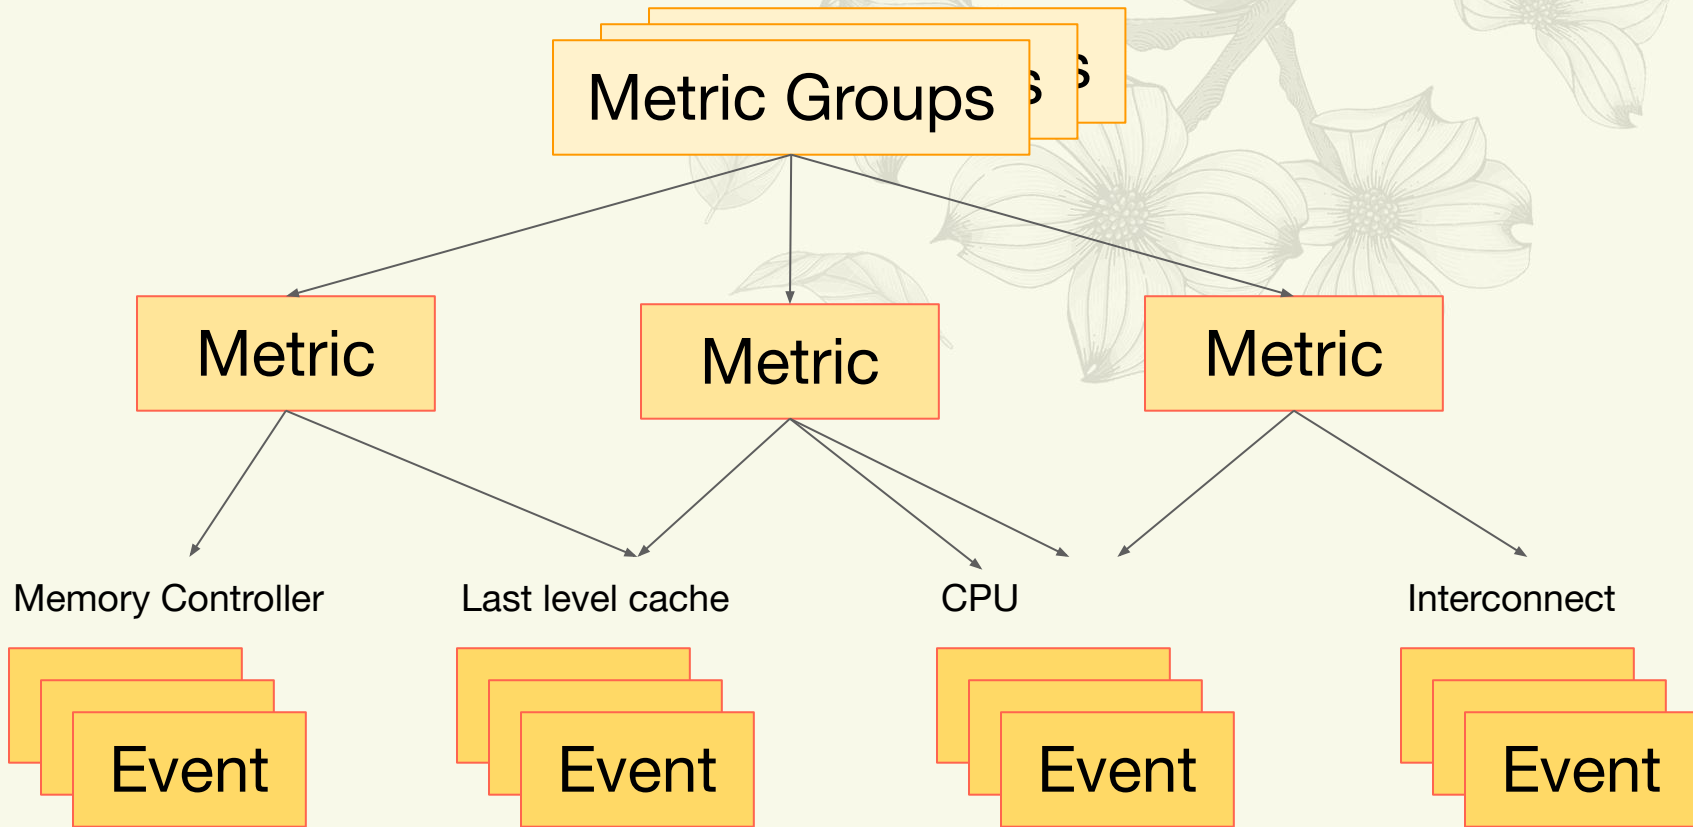 Metric Groups
s
s
Metric
Metric
Metric
Memory Controller
Last level cache
CPU
Interconnect
Event
Event
Event
Event